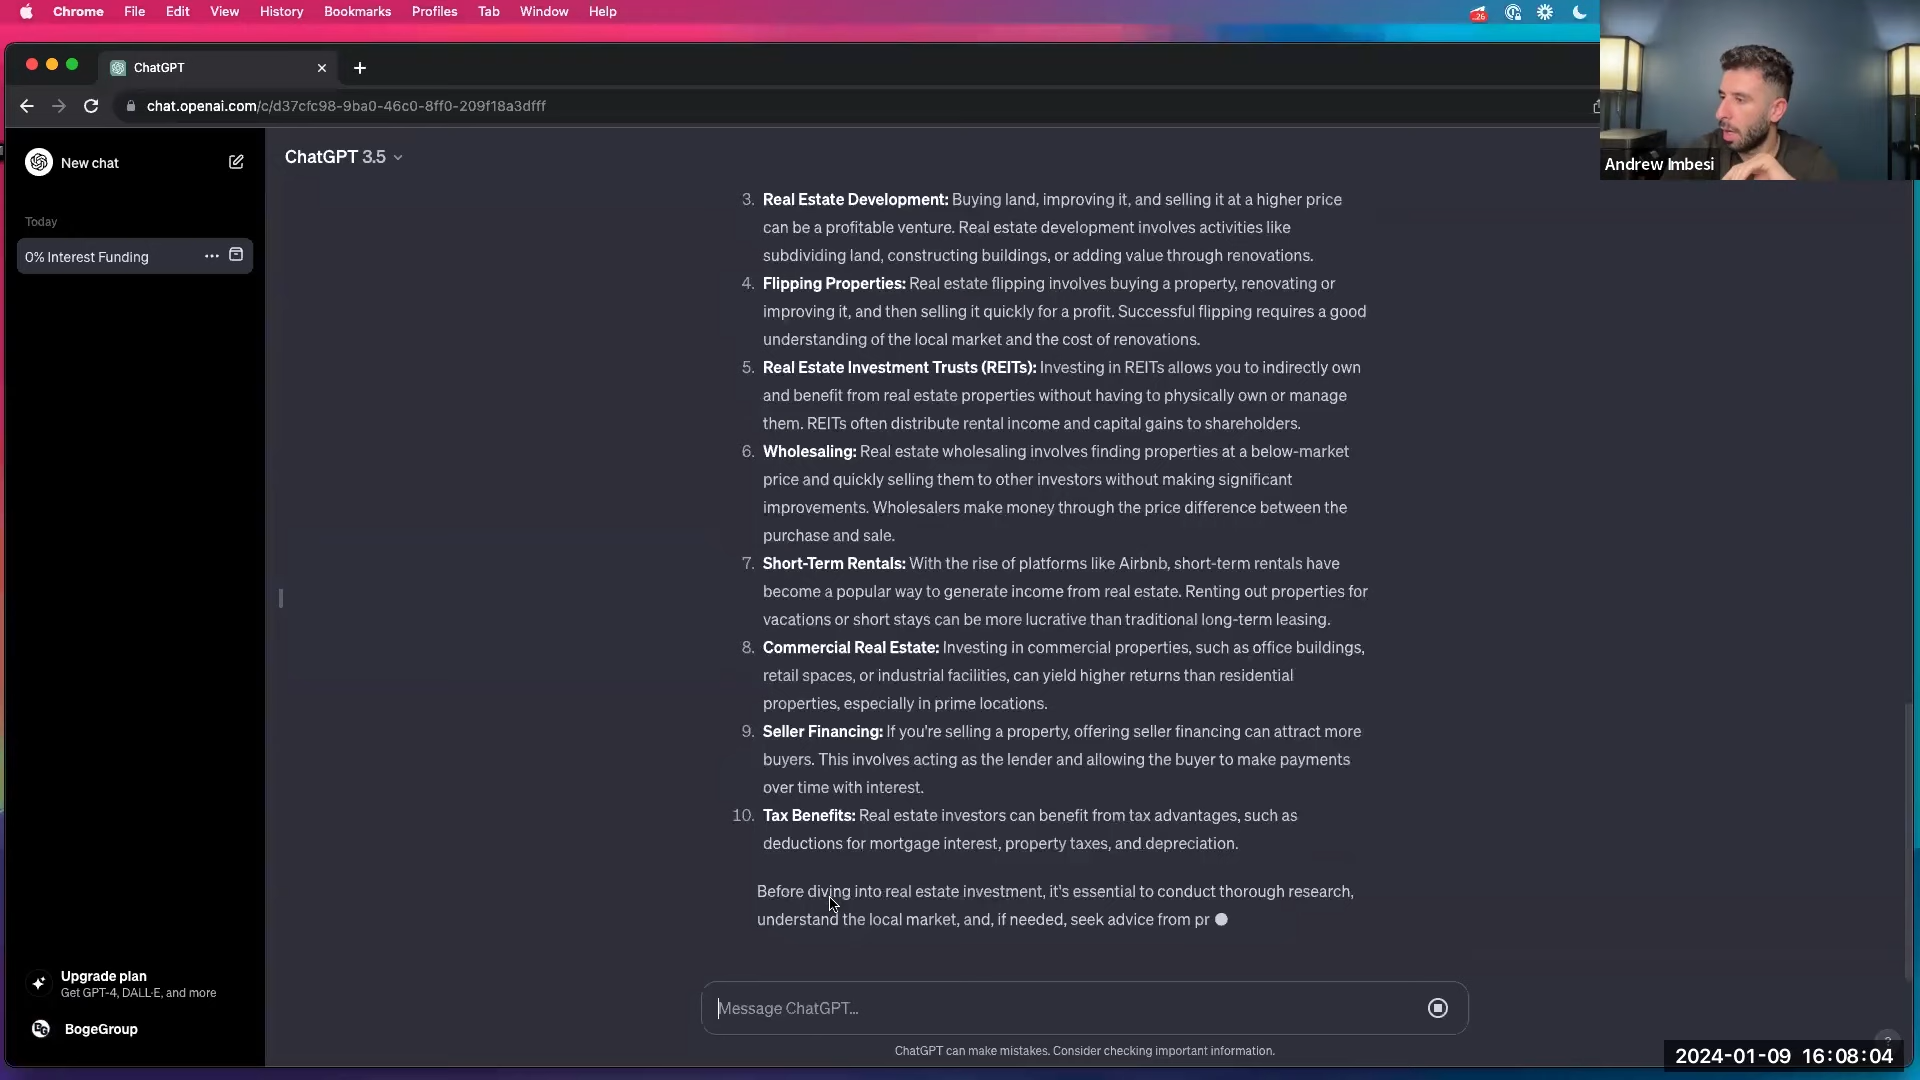 Chrome File Edit View History Bookmarks Profiles Tab Window Help
26
ChatGPT
chat.openai.com/c/d37cfc98-9ba0-46c0-8ff0-209f18a3dfff
Andrew Imbesi
New chat
Today
0% Interest Funding
ChatGPT 3.5
3. Real Estate Development: Buying land, improving it, and selling it at a higher price
can be a profitable venture. Real estate development involves activities like
subdividing land, constructing buildings, or adding value through renovations.
4. Flipping Properties: Real estate flipping involves buying a property, renovating or
improving it, and then selling it quickly for a profit. Successful flipping requires a good
understanding of the local market and the cost of renovations.
5. Real Estate Investment Trusts (REITs): Investing in REITs allows you to indirectly own
and benefit from real estate properties without having to physically own or manage
them. REITs often distribute rental income and capital gains to shareholders.
6. Wholesaling: Real estate wholesaling involves finding properties at a below-market
price and quickly selling them to other investors without making significant
improvements. Wholesalers make money through the price difference between the
purchase and sale.
7. Short-Term Rentals: With the rise of platforms like Airbnb, short-term rentals have
become a popular way to generate income from real estate. Renting out properties for
vacations or short stays can be more lucrative than traditional long-term leasing.
8. Commercial Real Estate: Investing in commercial properties, such as office buildings,
retail spaces, or industrial facilities, can yield higher returns than residential
properties, especially in prime locations.
9. Seller Financing: If you're selling a property, offering seller financing can attract more
buyers. This involves acting as the lender and allowing the buyer to make payments
over time with interest.
10. Tax Benefits: Real estate investors can benefit from tax advantages, such as
deductions for mortgage interest, property taxes, and depreciation.
Before diving into real estate investment, it's essential to conduct thorough research,
understand the local market, and, if needed, seek advice from pr
Upgrade plan
Get GPT-4, DALL·E, and more
BogeGroup
Message ChatGPT…
ChatGPT can make mistakes. Consider checking important information.
?
2024-01-09 16:08:04